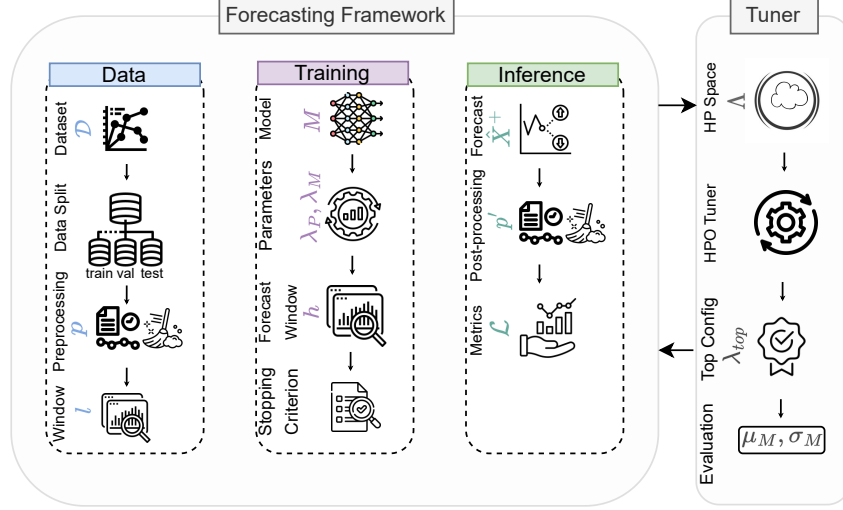 Forecasting Framework
Data
Dataset
𝒟
Data Split
train val test
Preprocessing
p
Window
l
Training
Model
M
Parameters
λ_P, λ_M
Forecast
Window
h
Stopping
Criterion
Inference
Forecast
X̂⁺
Post-processing
p′
Metrics
ℒ
Tuner
HP Space
Λ
HPO Tuner
Top Config
λ_top
Evaluation
μ_M, σ_M